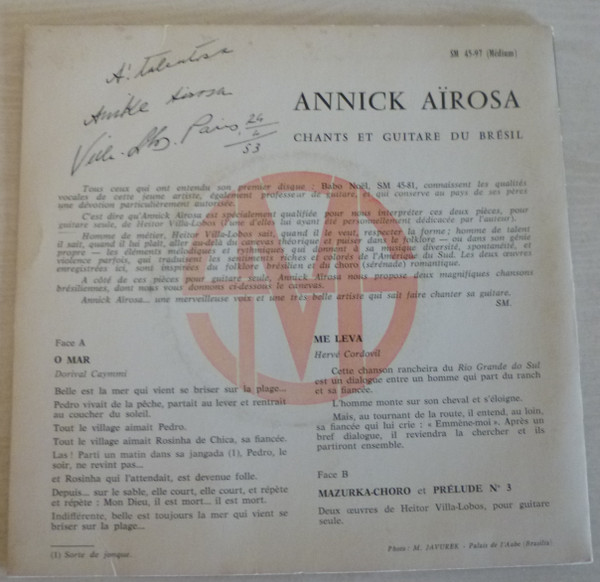 SM 45-97 (Médium)
A' talentosa
Annick Airosa
Villa-Lobos. Paris, 24
4
53
ANNICK AÏROSA
CHANTS ET GUITARE DU BRÉSIL
Tous ceux qui ont entendu son premier disque : Babo Noël, SM 45-81, connaissent les qualités
vocales de cette jeune artiste, également professeur de guitare, et qui conserve au pays de ses pères
une dévotion particulièrement autorisée.
C'est dire qu'Annick Aïrosa est spécialement qualifiée pour nous interpréter ces deux pièces, pour
guitare seule, de Heitor Villa-Lobos (l'une d'elles lui ayant été personnellement dédicacée par l'auteur).
Homme de métier, Heitor Villa-Lobos sait, quand il le veut, respecter la forme ; homme de talent
il sait, quand il lui plaît, aller au-delà du canevas théorique et puiser dans le folklore — ou dans son génie
propre — les éléments mélodiques et rythmiques qui donnent à sa musique diversité, spontanéité, et
violence parfois, qui traduisent les sentiments riches et colorés de l'Amérique du Sud. Les deux œuvres
enregistrées ici, sont inspirées du folklore brésilien et du choro (sérénade) romantique.
A côté de ces pièces pour guitare seule, Annick Aïrosa nous propose deux magnifiques chansons
brésiliennes, dont nous vous donnons ci-dessous le canevas.
Annick Aïrosa... une merveilleuse voix et une très belle artiste qui sait faire chanter sa guitare.
SM.
SMG
Face A
O MAR
Dorival Caymmi
Belle est la mer qui vient se briser sur la plage...
Pedro vivait de la pêche, partait au lever et rentrait
au coucher du soleil.
Tout le village aimait Pedro.
Tout le village aimait Rosinha de Chica, sa fiancée.
Las ! Parti un matin dans sa jangada (1), Pedro, le
soir, ne revint pas...
et Rosinha qui l'attendait, est devenue folle.
Depuis... sur le sable, elle court, elle court, et répète
et répète : Mon Dieu, il est mort... il est mort.
Indifférente, belle est toujours la mer qui vient se
briser sur la plage...
(1) Sorte de jonque.
ME LEVA
Hervé Cordovil
Cette chanson rancheira du Rio Grande do Sul
est un dialogue entre un homme qui part du ranch
et sa fiancée.
L'homme monte sur son cheval et s'éloigne.
Mais, au tournant de la route, il entend, au loin,
sa fiancée qui lui crie : « Emmène-moi ». Après un
bref dialogue, il reviendra la chercher et ils
partiront ensemble.
Face B
MAZURKA-CHORO et PRÉLUDE N° 3
Deux œuvres de Heitor Villa-Lobos, pour guitare
seule.
Photo : M. JAVUREK - Palais de l'Aube (Brasilia)